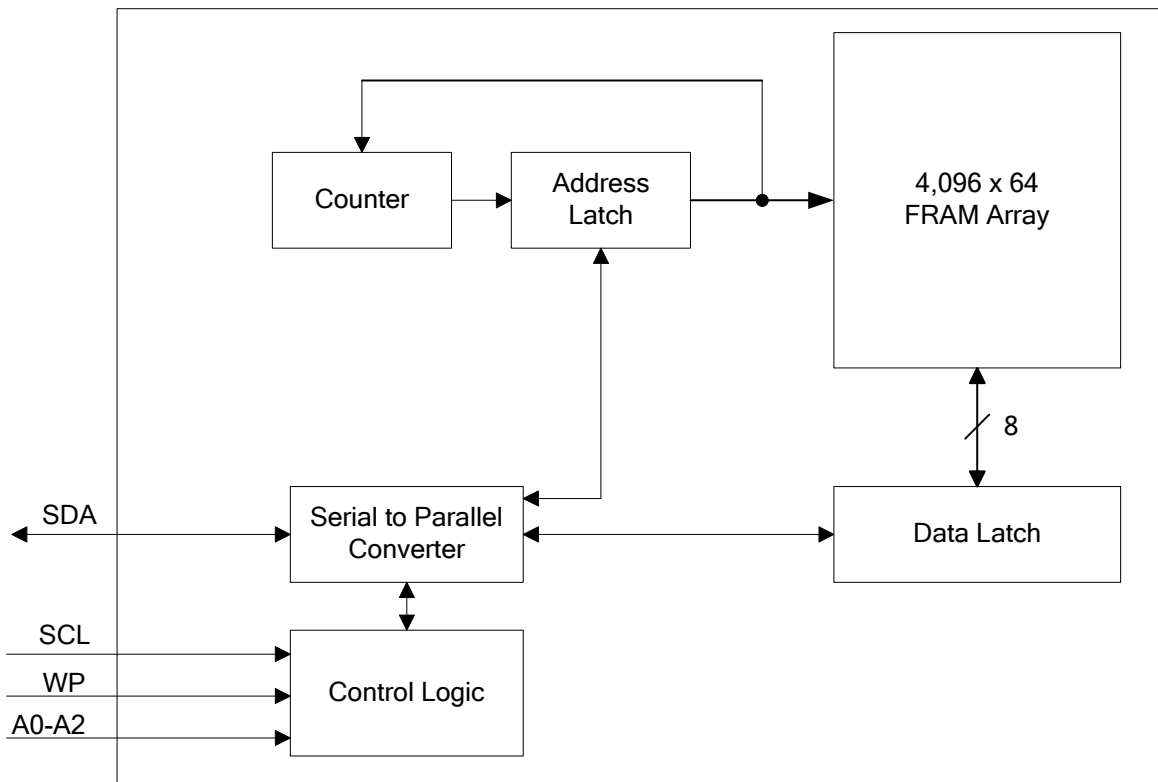 Counter
Address
Latch
4,096 x 64
FRAM Array
8
SDA
Serial to Parallel
Converter
Data Latch
SCL
WP
A0-A2
Control Logic